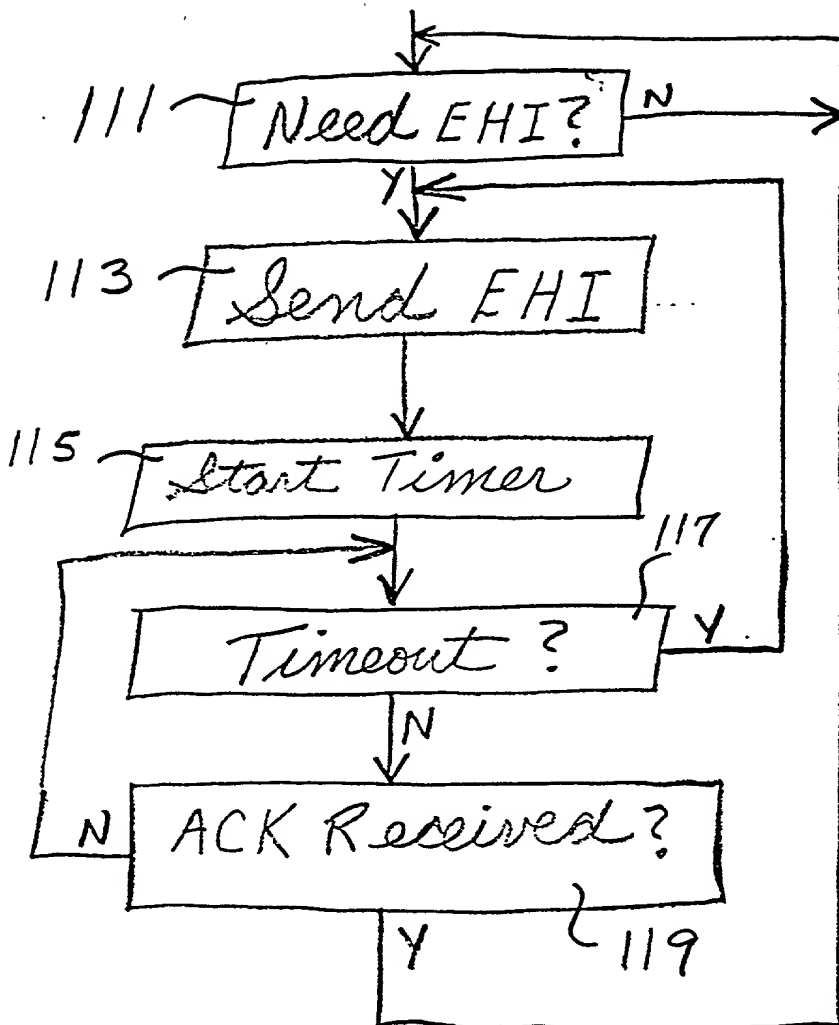 111 Need EHI? N
Y
113 Send EHI
115 Start Timer
117
Timeout ? Y
N
N ACK Received?
Y 119